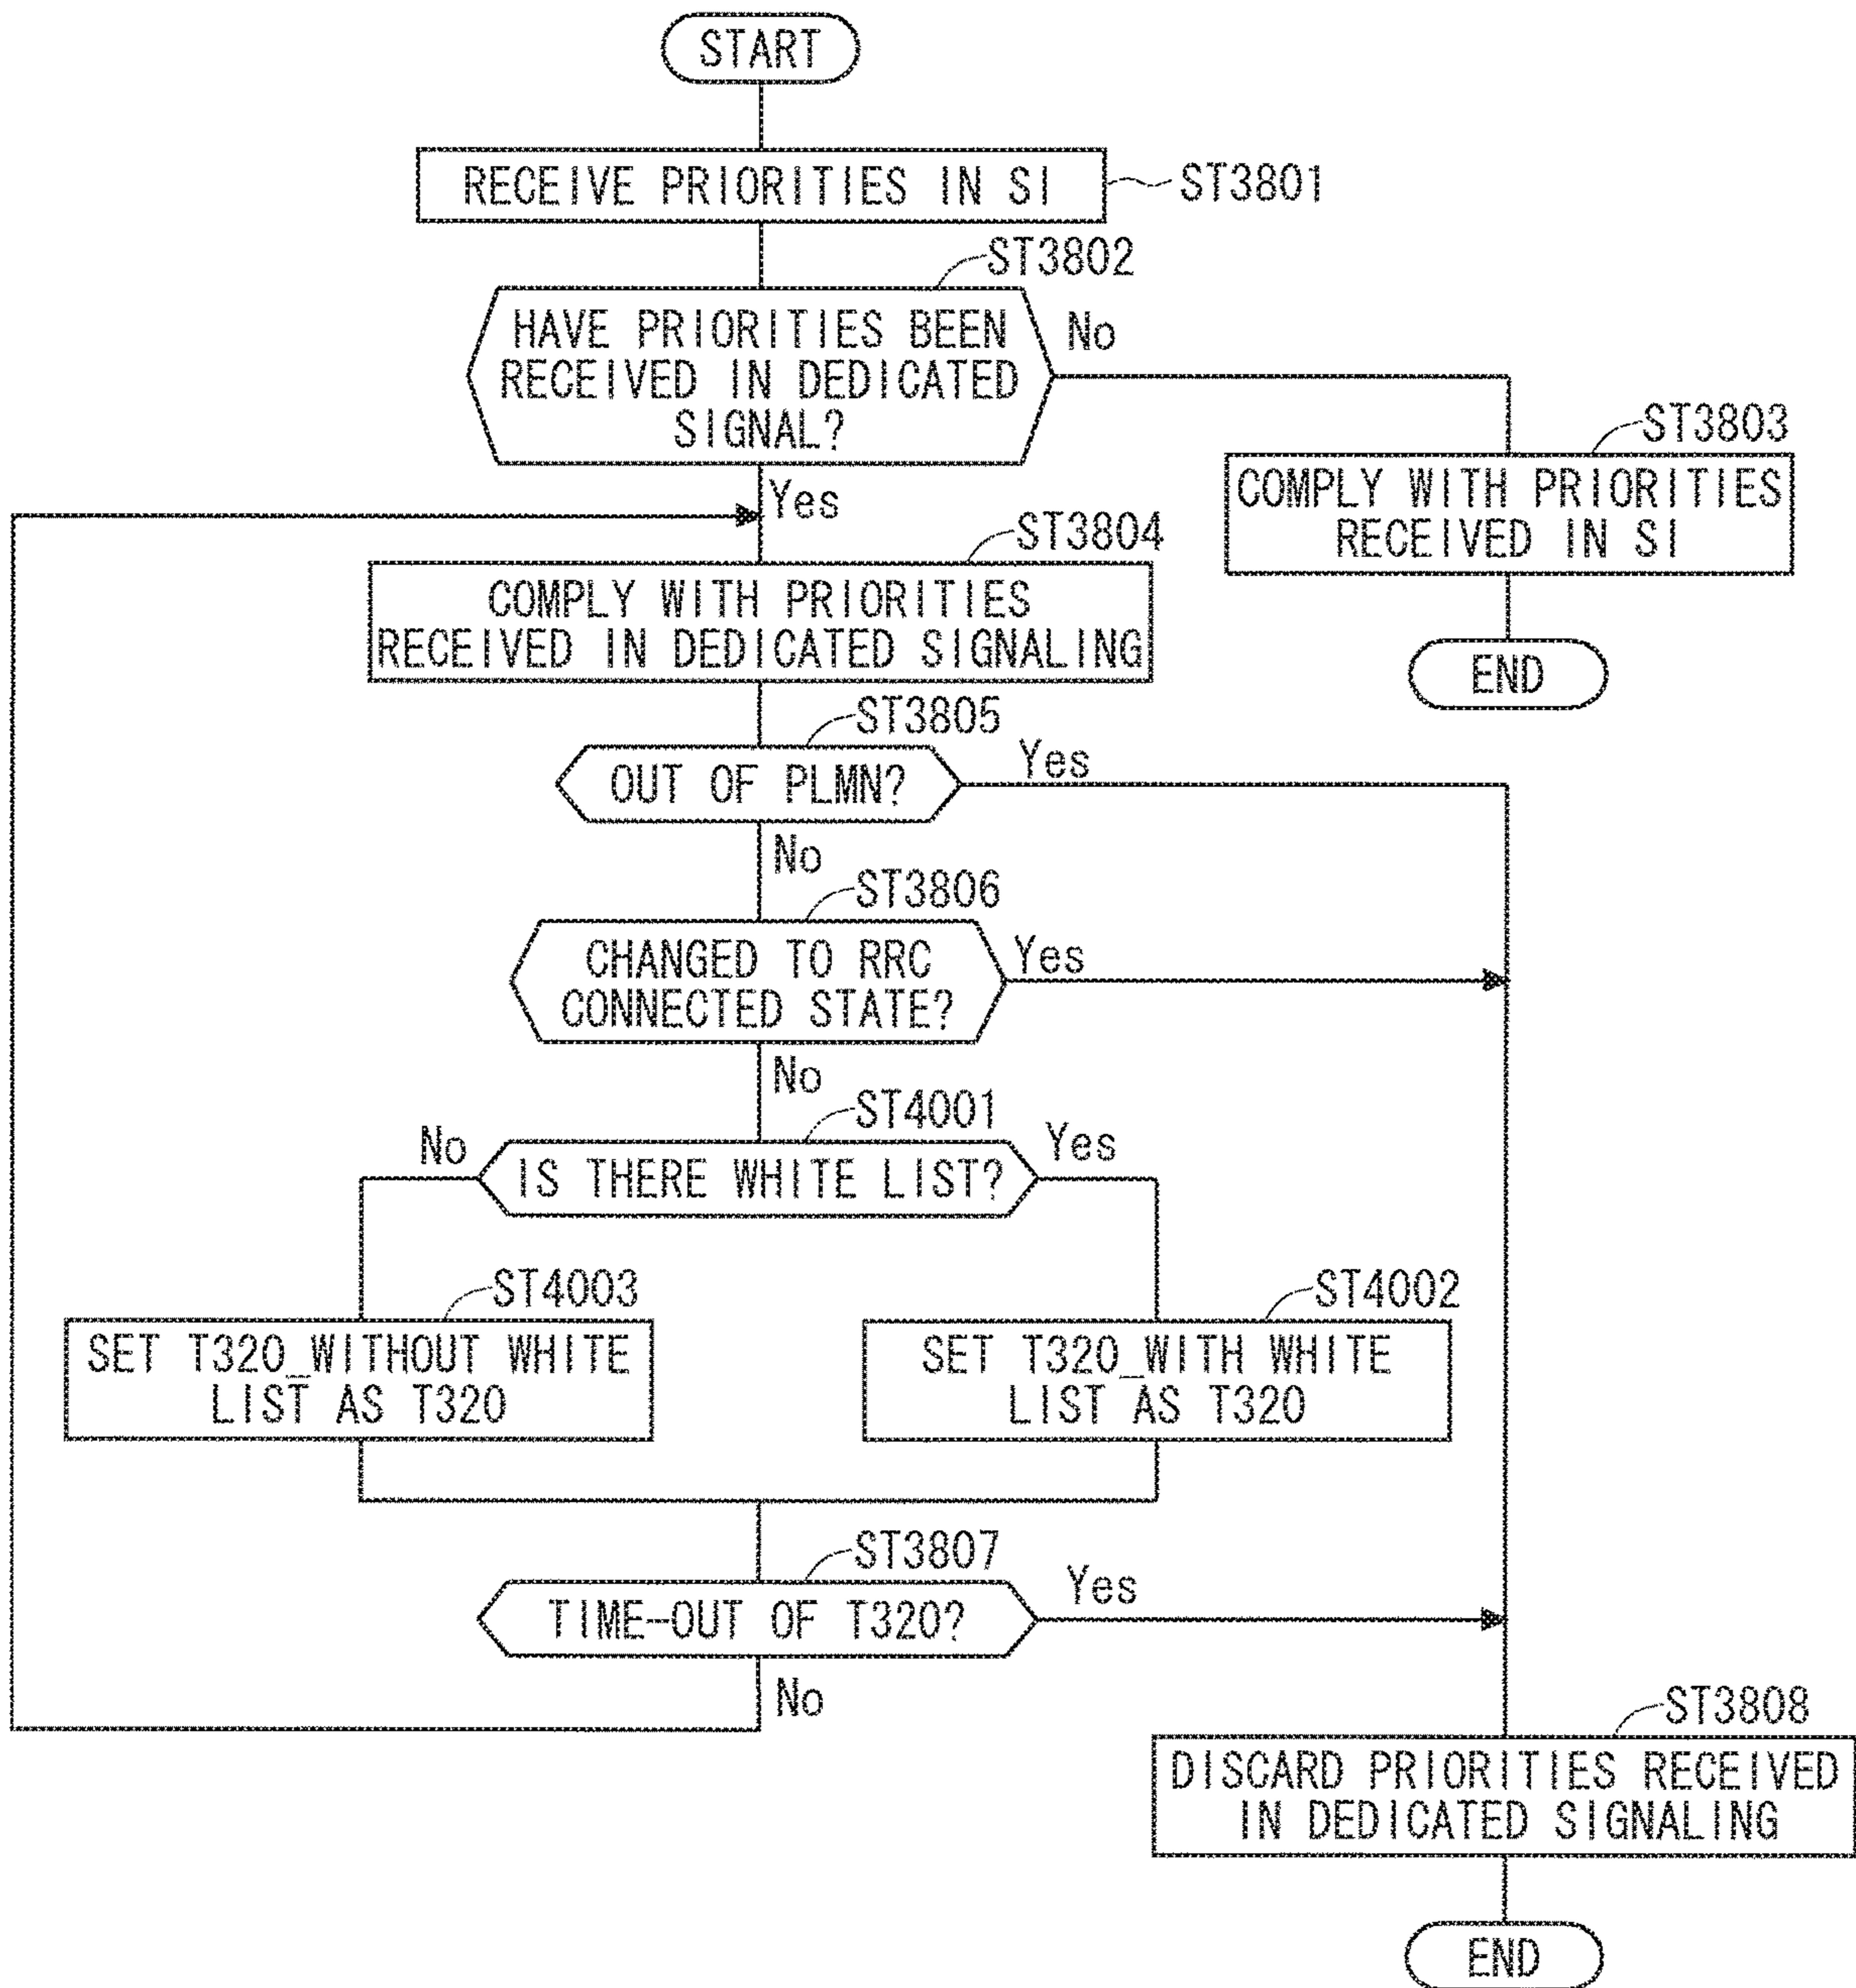 START
RECEIVE PRIORITIES IN SI
ST3801
ST3802
HAVE PRIORITIES BEEN
RECEIVED IN DEDICATED
SIGNAL?
No
Yes
ST3803
COMPLY WITH PRIORITIES
RECEIVED IN SI
END
ST3804
COMPLY WITH PRIORITIES
RECEIVED IN DEDICATED SIGNALING
ST3805
OUT OF PLMN?
Yes
No
ST3806
CHANGED TO RRC
CONNECTED STATE?
Yes
No
ST4001
IS THERE WHITE LIST?
No
Yes
ST4003
SET T320_WITHOUT WHITE
LIST AS T320
ST4002
SET T320_WITH WHITE
LIST AS T320
ST3807
TIME-OUT OF T320?
Yes
No
ST3808
DISCARD PRIORITIES RECEIVED
IN DEDICATED SIGNALING
END